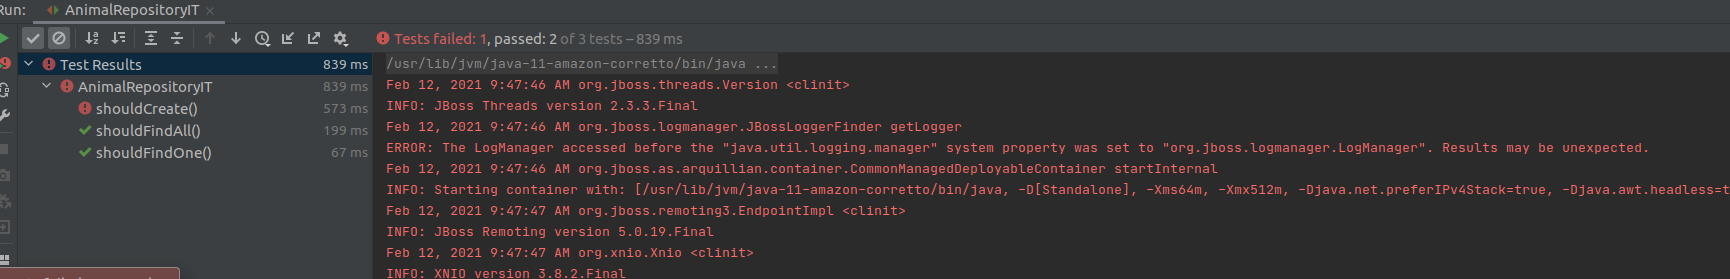 Run: AnimalRepositoryIT
Tests failed: 1, passed: 2 of 3 tests – 839 ms
Test Results 839 ms
AnimalRepositoryIT 839 ms
shouldCreate() 573 ms
shouldFindAll() 199 ms
shouldFindOne() 67 ms
/usr/lib/jvm/java-11-amazon-corretto/bin/java ...
Feb 12, 2021 9:47:46 AM org.jboss.threads.Version <clinit>
INFO: JBoss Threads version 2.3.3.Final
Feb 12, 2021 9:47:46 AM org.jboss.logmanager.JBossLoggerFinder getLogger
ERROR: The LogManager accessed before the "java.util.logging.manager" system property was set to "org.jboss.logmanager.LogManager". Results may be unexpected.
Feb 12, 2021 9:47:46 AM org.jboss.as.arquillian.container.CommonManagedDeployableContainer startInternal
INFO: Starting container with: [/usr/lib/jvm/java-11-amazon-corretto/bin/java, -D[Standalone], -Xms64m, -Xmx512m, -Djava.net.preferIPv4Stack=true, -Djava.awt.headless=t
Feb 12, 2021 9:47:47 AM org.jboss.remoting3.EndpointImpl <clinit>
INFO: JBoss Remoting version 5.0.19.Final
Feb 12, 2021 9:47:47 AM org.xnio.Xnio <clinit>
INFO: XNIO version 3.8.2.Final